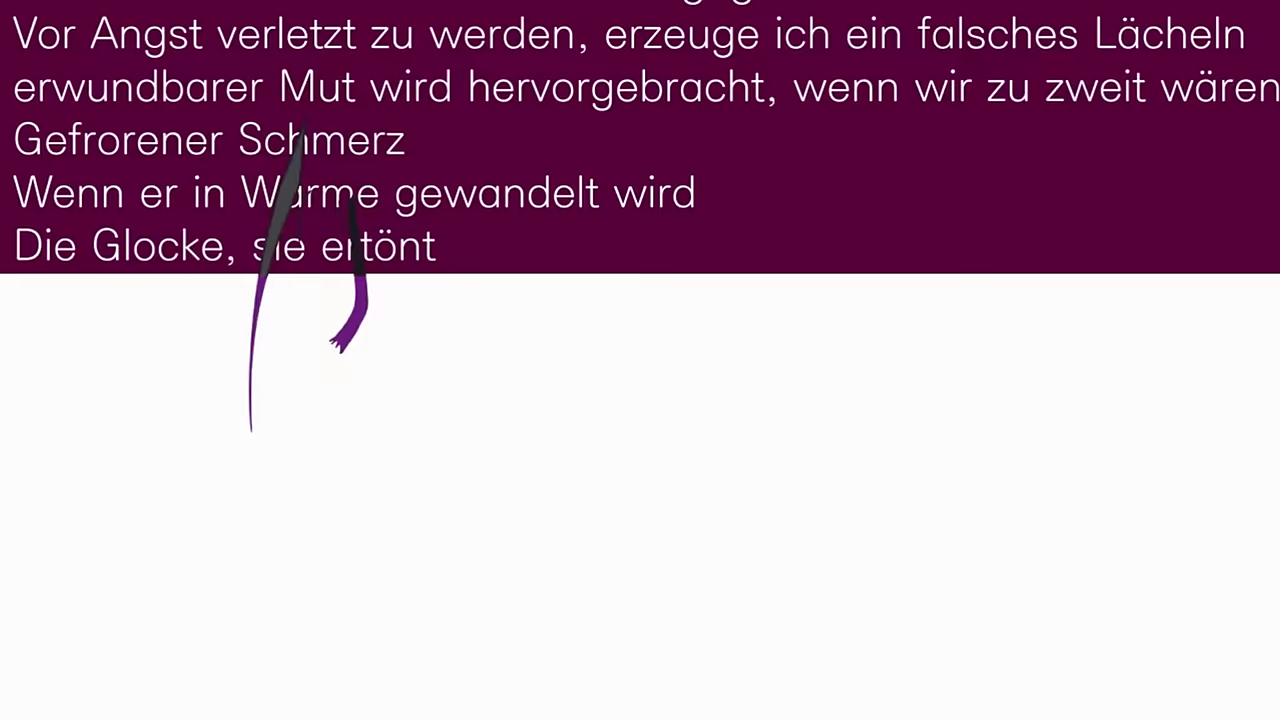 Vor Angst verletzt zu werden, erzeuge ich ein falsches Lächeln
erwundbarer Mut wird hervorgebracht, wenn wir zu zweit wären
Gefrorener Schmerz
Wenn er in Wärme gewandelt wird
Die Glocke, sie ertönt